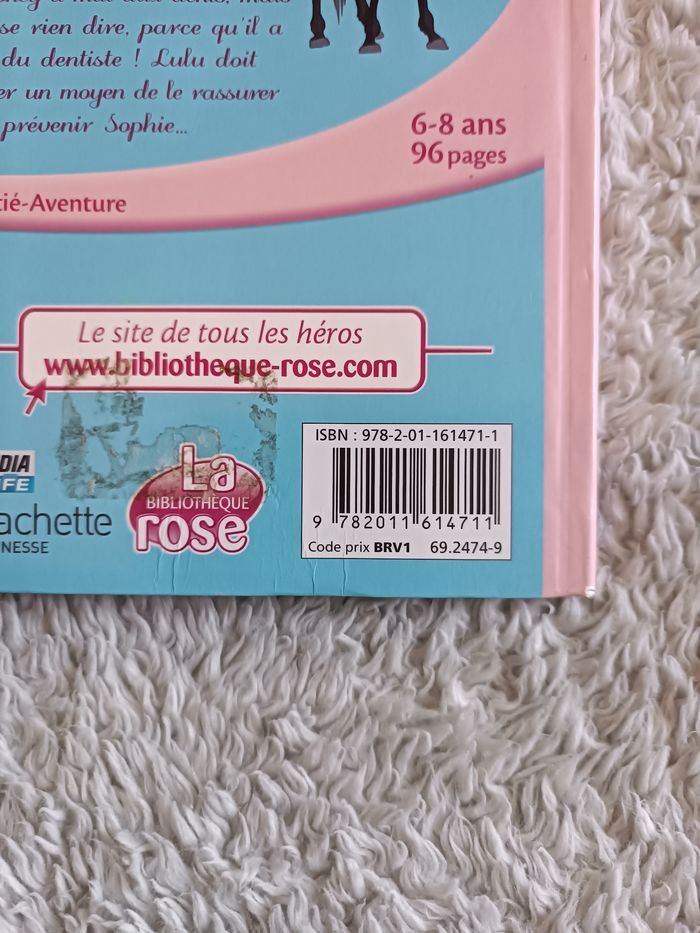 se rien dire, parce qu'il a
du dentiste ! Lulu doit
er un moyen de le rassurer
prévenir Sophie...
6-8 ans
96 pages
tié-Aventure
Le site de tous les héros
www.bibliotheque-rose.com
DIA
FE
achette
NESSE
La
BIBLIOTHÈQUE
rose
ISBN : 978-2-01-161471-1
9 782011 614711
Code prix BRV1 69.2474-9